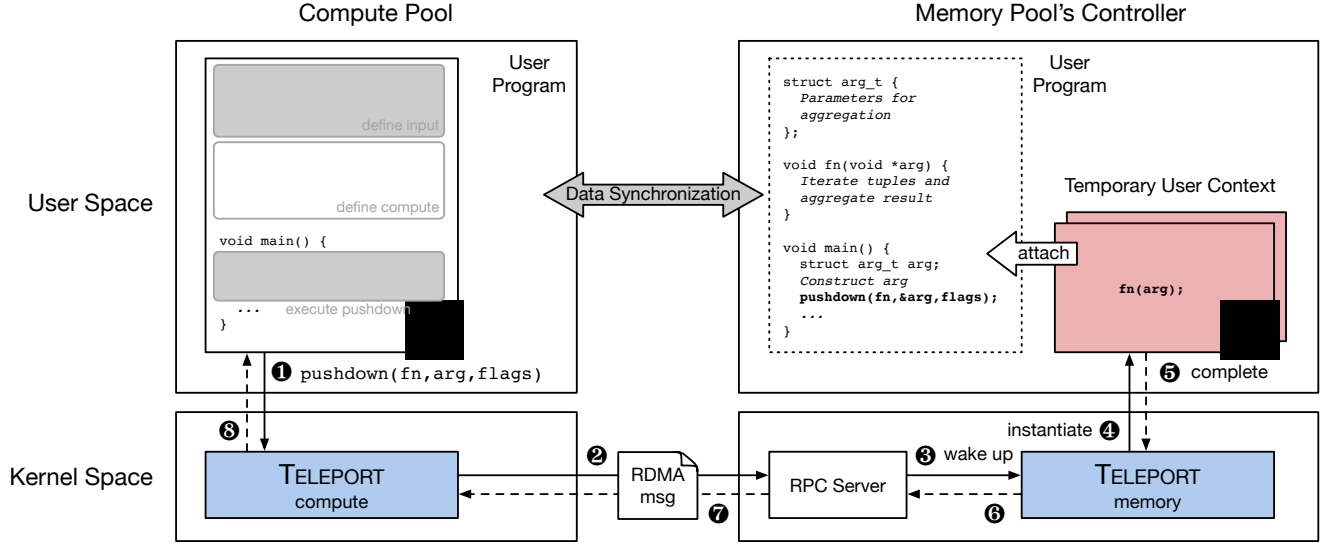 Compute Pool
Memory Pool's Controller
User Space
Kernel Space
User
Program
define input
define compute
void main() {
execute pushdown
...
}
Data Synchronization
User
Program
struct arg_t {
Parameters for
aggregation
};
void fn(void *arg) {
Iterate tuples and
aggregate result
}
void main() {
struct arg_t arg;
Construct arg
pushdown(fn,&arg,flags);
...
}
Temporary User Context
attach
fn(arg);
❶ pushdown(fn,arg,flags)
❽
❺ complete
instantiate ❹
TELEPORT
compute
❷
RDMA
msg
❼
RPC Server
❸ wake up
❻
TELEPORT
memory